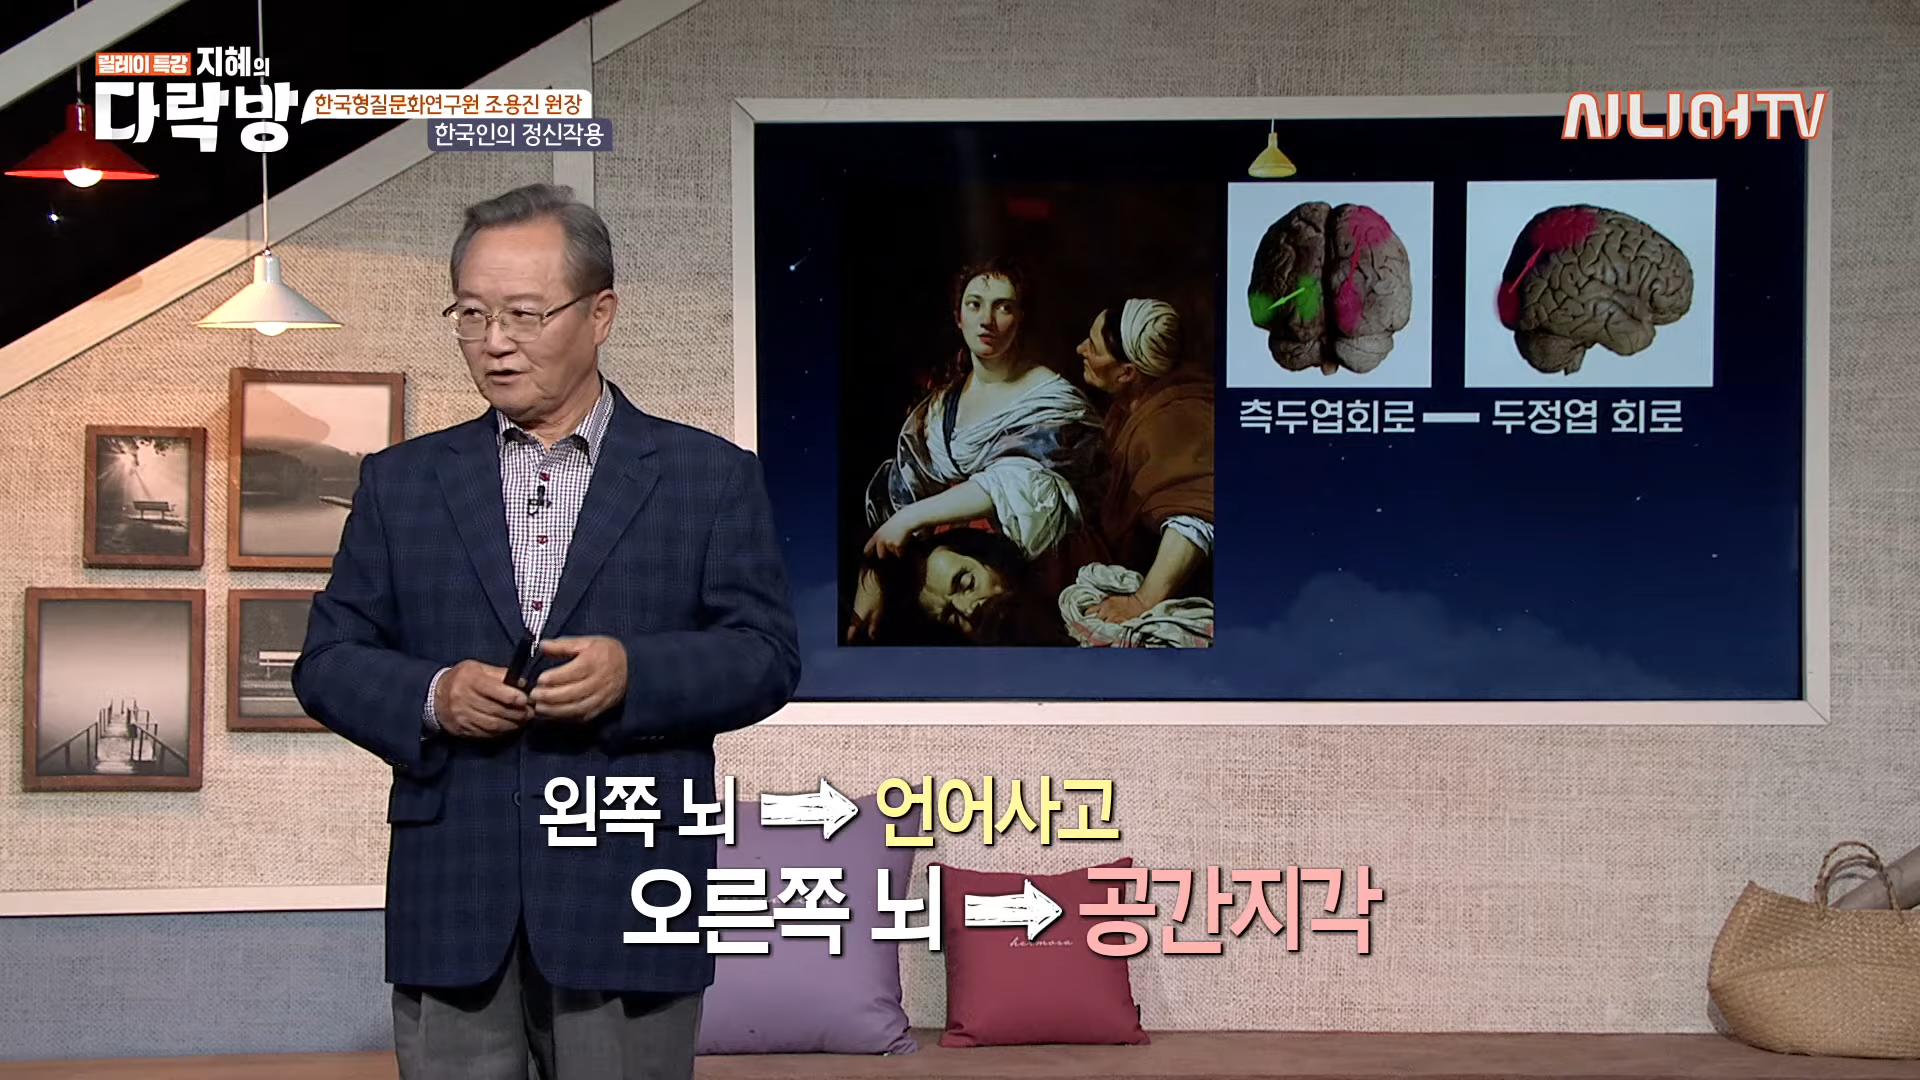 릴레이 특강 지혜의
다락방
한국형질문화연구원 조용진 원장
한국인의 정신작용
시니어TV
측두엽회로 — 두정엽 회로
왼쪽 뇌 → 언어사고
오른쪽 뇌 → 공간지각
hermosa